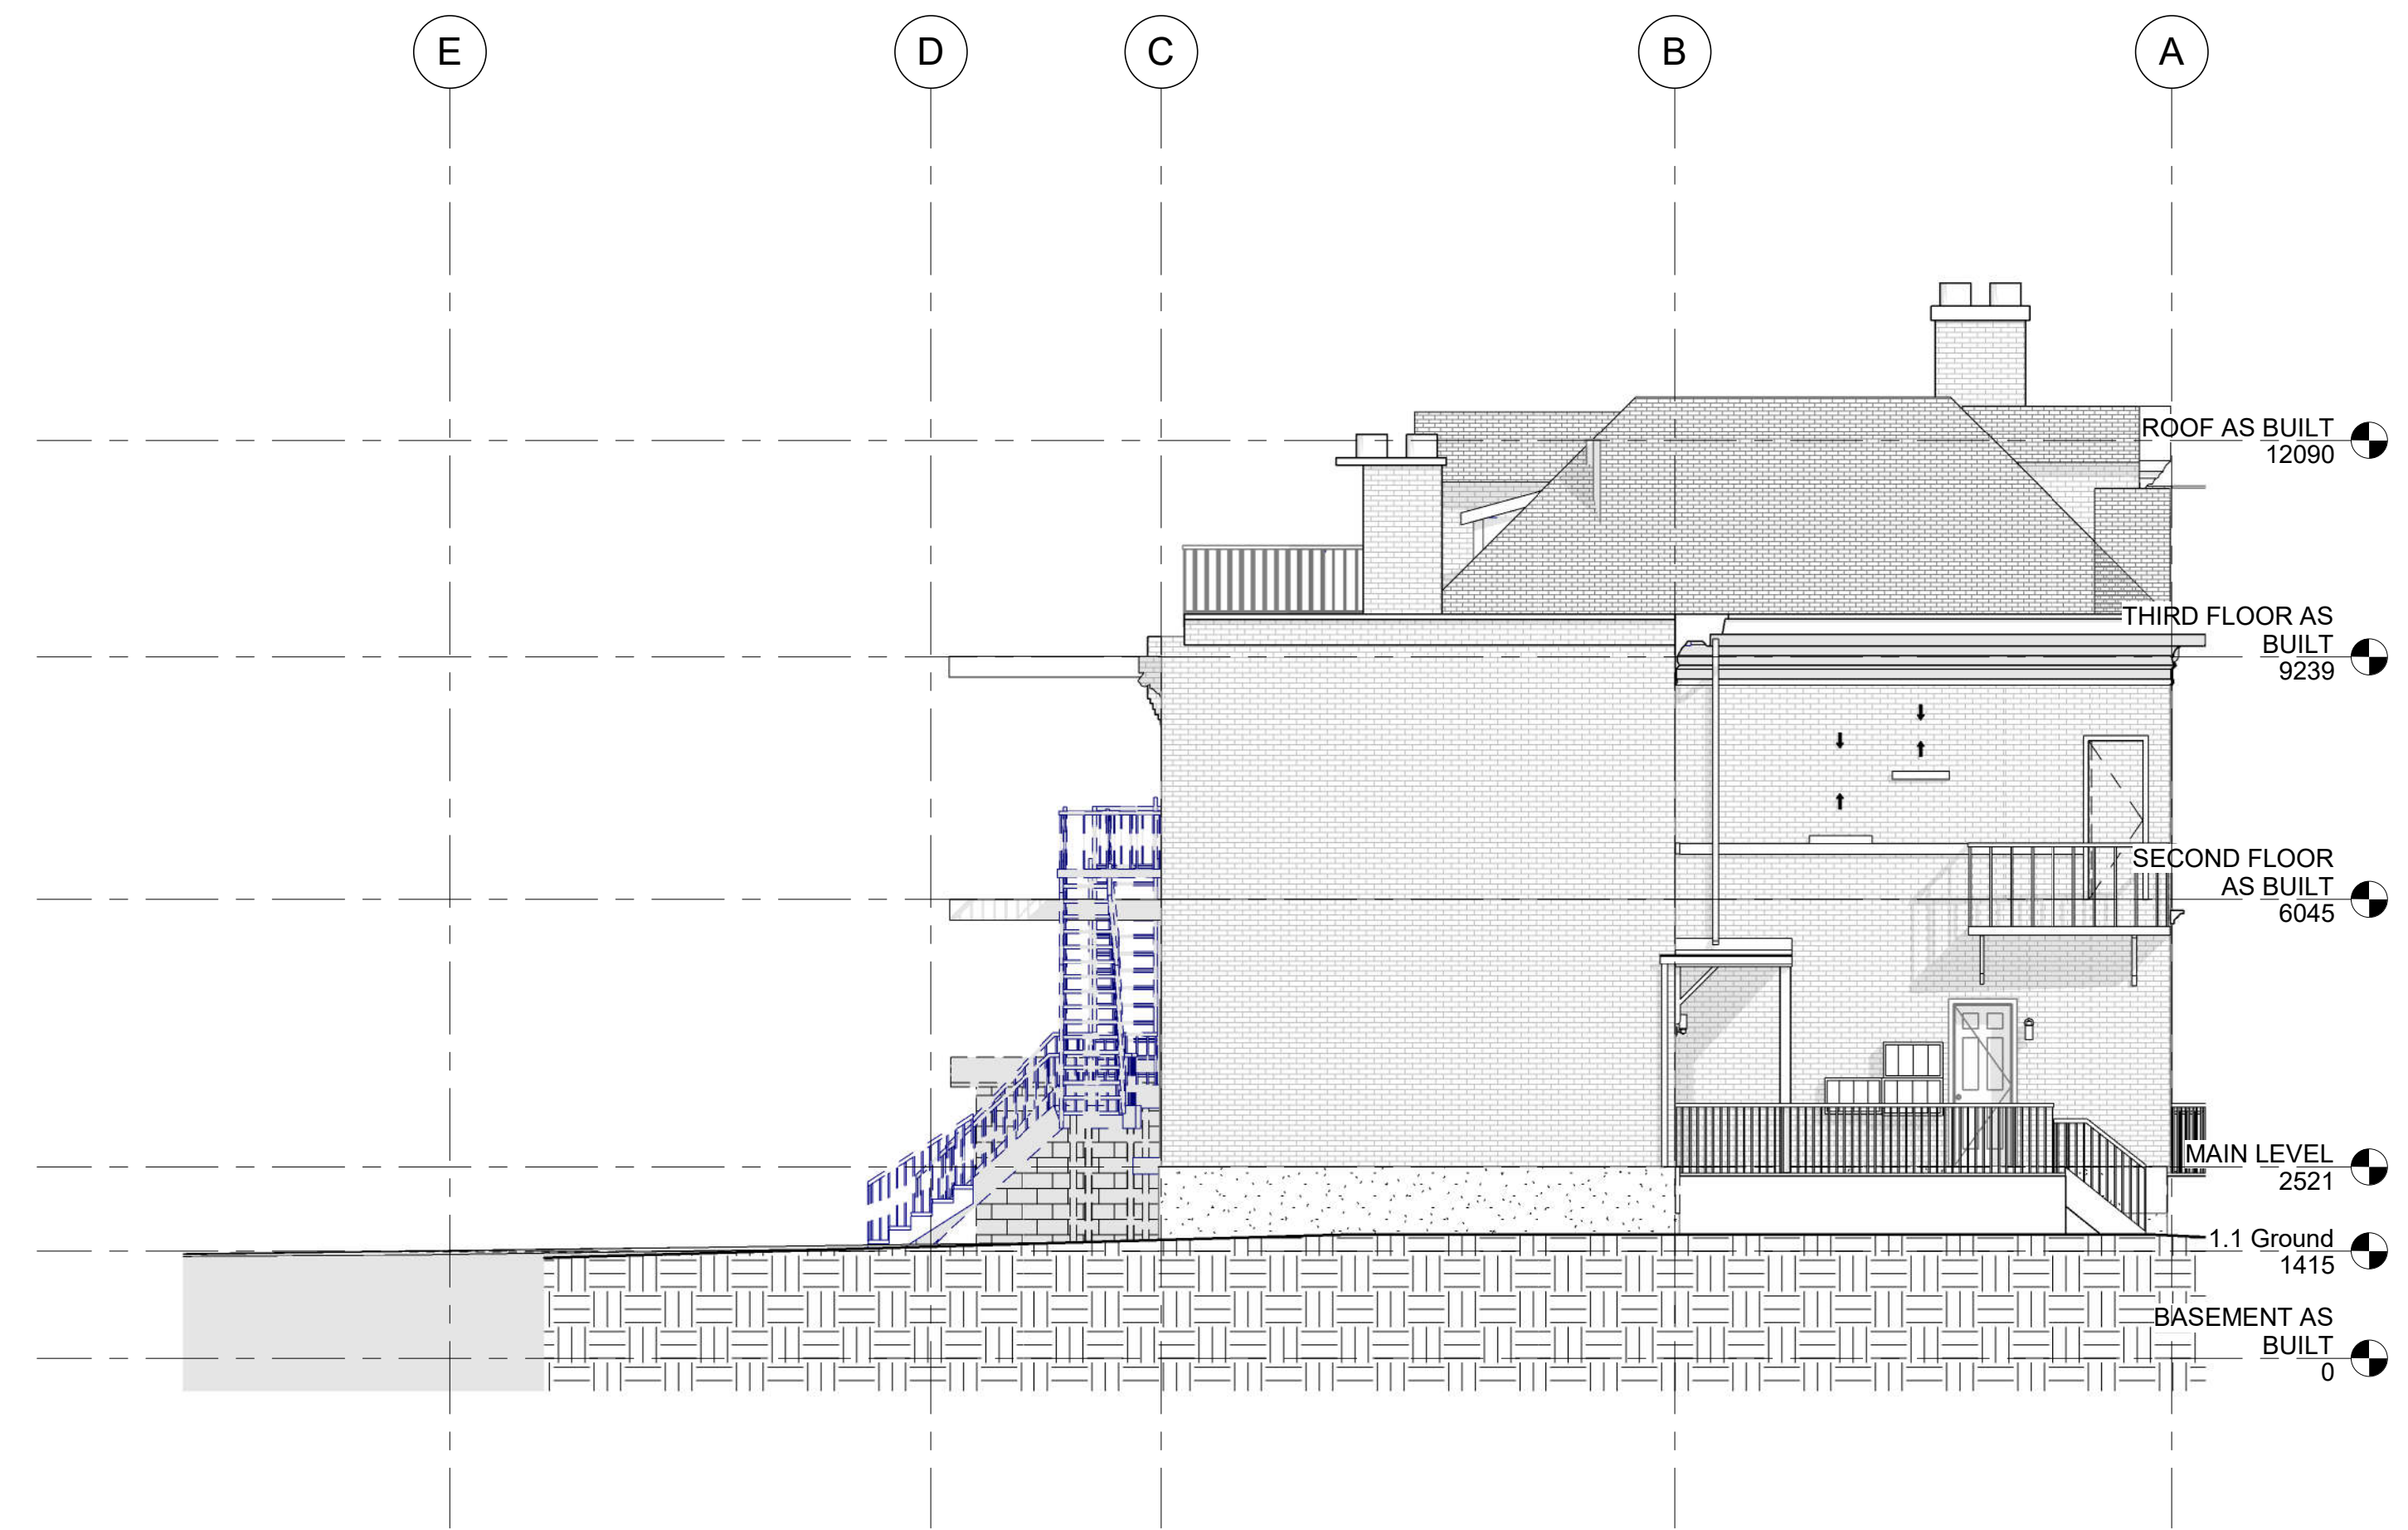 E
D
C
B
A
ROOF AS BUILT
12090
THIRD FLOOR AS
BUILT
9239
SECOND FLOOR
AS BUILT
6045
MAIN LEVEL
2521
1.1 Ground
1415
BASEMENT AS
BUILT
0